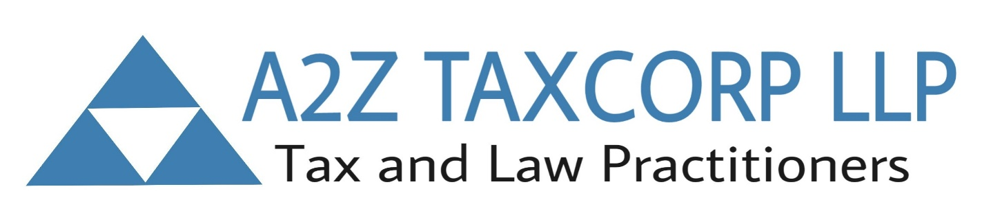 A2Z TAXCORP LLP
Tax and Law Practitioners